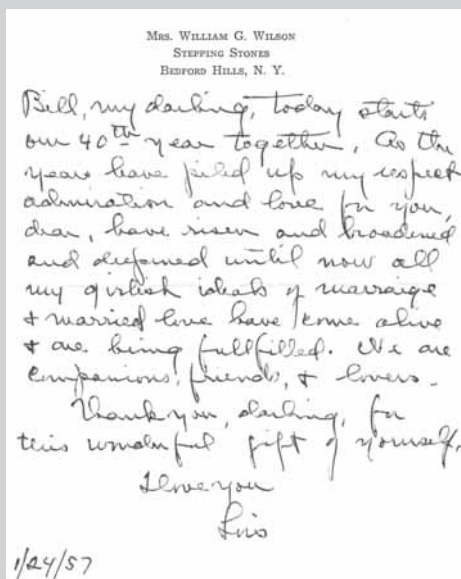 MRS. WILLIAM G. WILSON
STEPPING STONES
BEDFORD HILLS, N. Y.
Bill, my darling, today starts
our 40th year together. As the
years have piled up my respect
admiration and love for you,
dear, have risen and broadened
and deepened until now all
my girlish ideals of marraige
& married love have come alive
& are being fullfilled. We are
companions, friends, & lovers.
Thank you, darling, for
this wonderful gift of yourself.
I love you
Lois
1/24/57